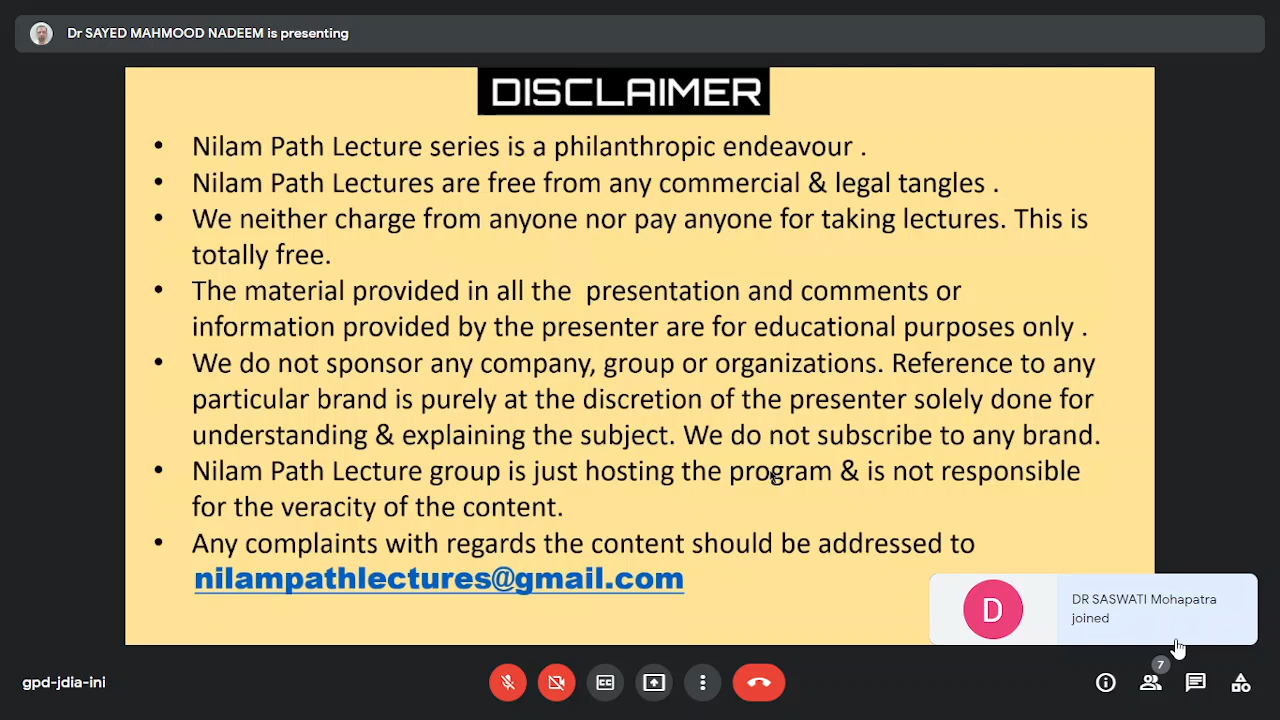 Dr SAYED MAHMOOD NADEEM is presenting
DISCLAIMER
• Nilam Path Lecture series is a philanthropic endeavour .
• Nilam Path Lectures are free from any commercial & legal tangles .
• We neither charge from anyone nor pay anyone for taking lectures. This is
totally free.
• The material provided in all the presentation and comments or
information provided by the presenter are for educational purposes only .
• We do not sponsor any company, group or organizations. Reference to any
particular brand is purely at the discretion of the presenter solely done for
understanding & explaining the subject. We do not subscribe to any brand.
• Nilam Path Lecture group is just hosting the program & is not responsible
for the veracity of the content.
• Any complaints with regards the content should be addressed to
nilampathlectures@gmail.com
D
DR SASWATI Mohapatra
joined
7
gpd-jdia-ini
CC